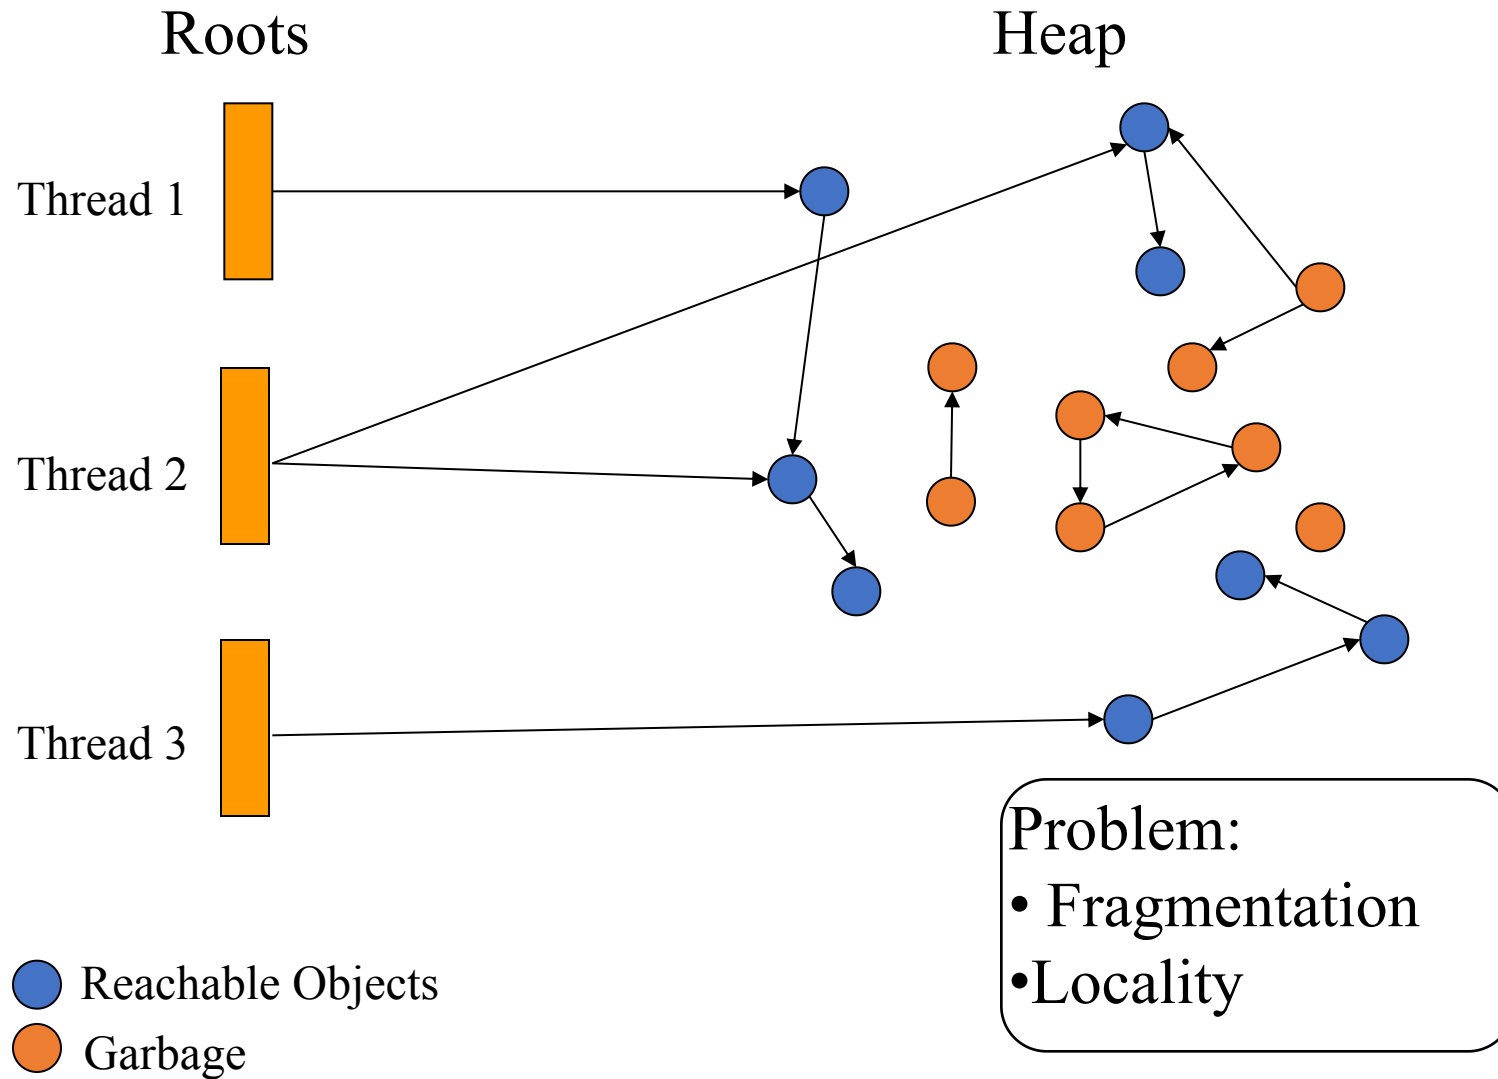 Roots
Heap
Thread 1
Thread 2
Thread 3
Problem:
• Fragmentation
•Locality
Reachable Objects
Garbage